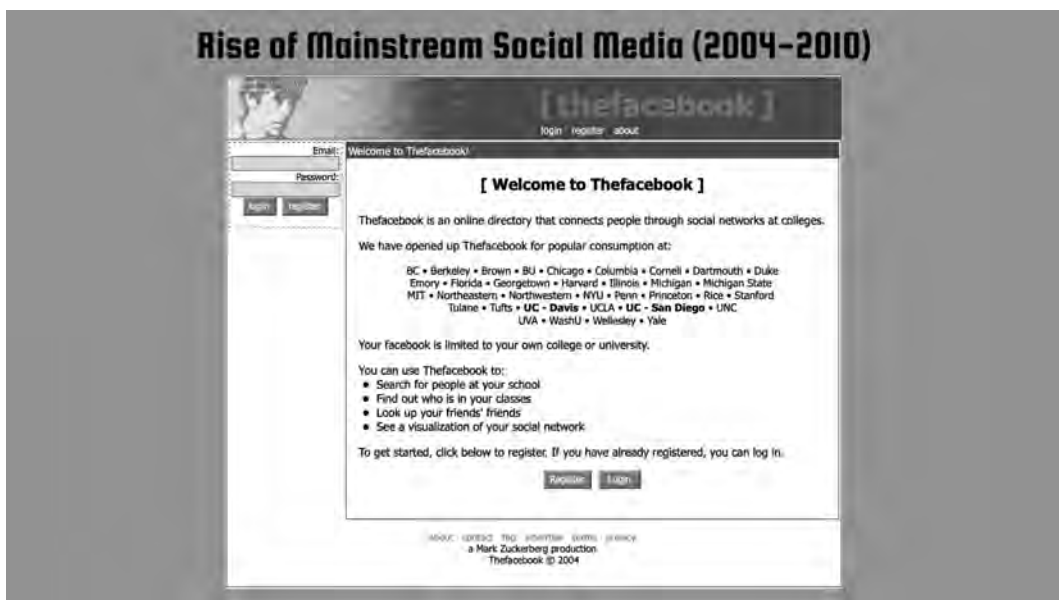 Rise of Mainstream Social Media (2004-2010)
[ thefacebook ]
login register about
Email:
Password:
login register
Welcome to Thefacebook!
[ Welcome to Thefacebook ]
Thefacebook is an online directory that connects people through social networks at colleges.
We have opened up Thefacebook for popular consumption at:
BC • Berkeley • Brown • BU • Chicago • Columbia • Cornell • Dartmouth • Duke
Emory • Florida • Georgetown • Harvard • Illinois • Michigan • Michigan State
MIT • Northeastern • Northwestern • NYU • Penn • Princeton • Rice • Stanford
Tulane • Tufts • UC - Davis • UCLA • UC - San Diego • UNC
UVA • WashU • Wellesley • Yale
Your facebook is limited to your own college or university.
You can use Thefacebook to:
• Search for people at your school
• Find out who is in your classes
• Look up your friends' friends
• See a visualization of your social network
To get started, click below to register. If you have already registered, you can log in.
Register Login
about contact faq advertise terms privacy
a Mark Zuckerberg production
Thefacebook © 2004